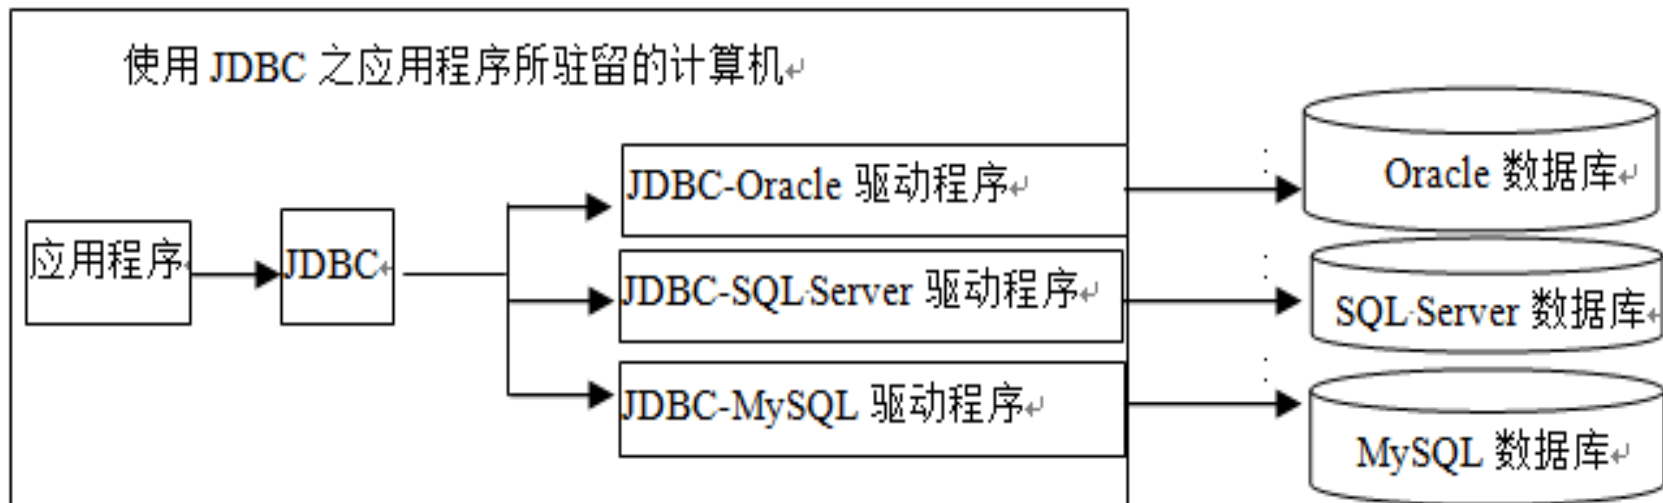 使用 JDBC 之应用程序所驻留的计算机
应用程序
JDBC
JDBC-Oracle 驱动程序
JDBC-SQL Server 驱动程序
JDBC-MySQL 驱动程序
Oracle 数据库
SQL Server 数据库
MySQL 数据库